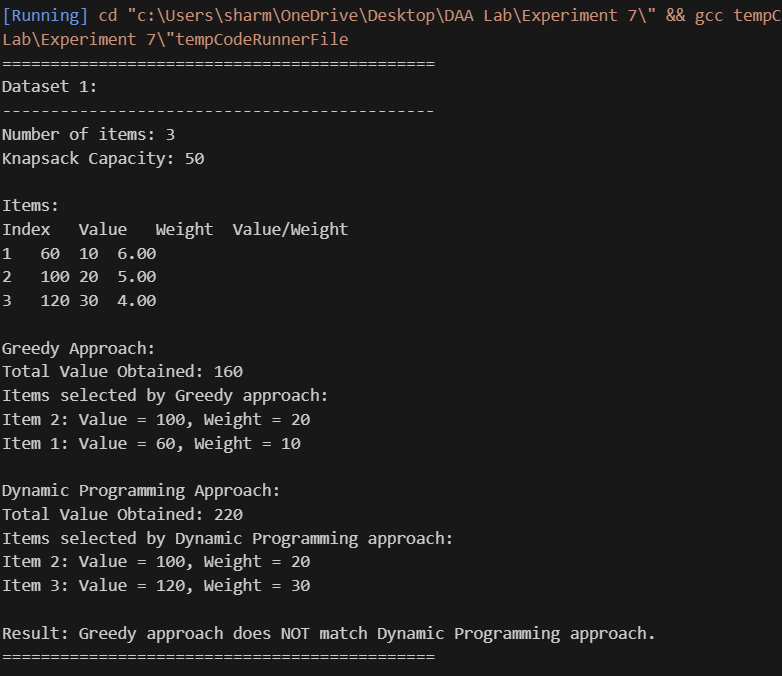 [Running] cd "c:\Users\sharm\OneDrive\Desktop\DAA Lab\Experiment 7\" && gcc tempC
Lab\Experiment 7\"tempCodeRunnerFile
=============================================
Dataset 1:
---------------------------------------------
Number of items: 3
Knapsack Capacity: 50
Items:
Index   Value   Weight  Value/Weight
1   60  10  6.00
2   100 20  5.00
3   120 30  4.00
Greedy Approach:
Total Value Obtained: 160
Items selected by Greedy approach:
Item 2: Value = 100, Weight = 20
Item 1: Value = 60, Weight = 10
Dynamic Programming Approach:
Total Value Obtained: 220
Items selected by Dynamic Programming approach:
Item 2: Value = 100, Weight = 20
Item 3: Value = 120, Weight = 30
Result: Greedy approach does NOT match Dynamic Programming approach.
=============================================